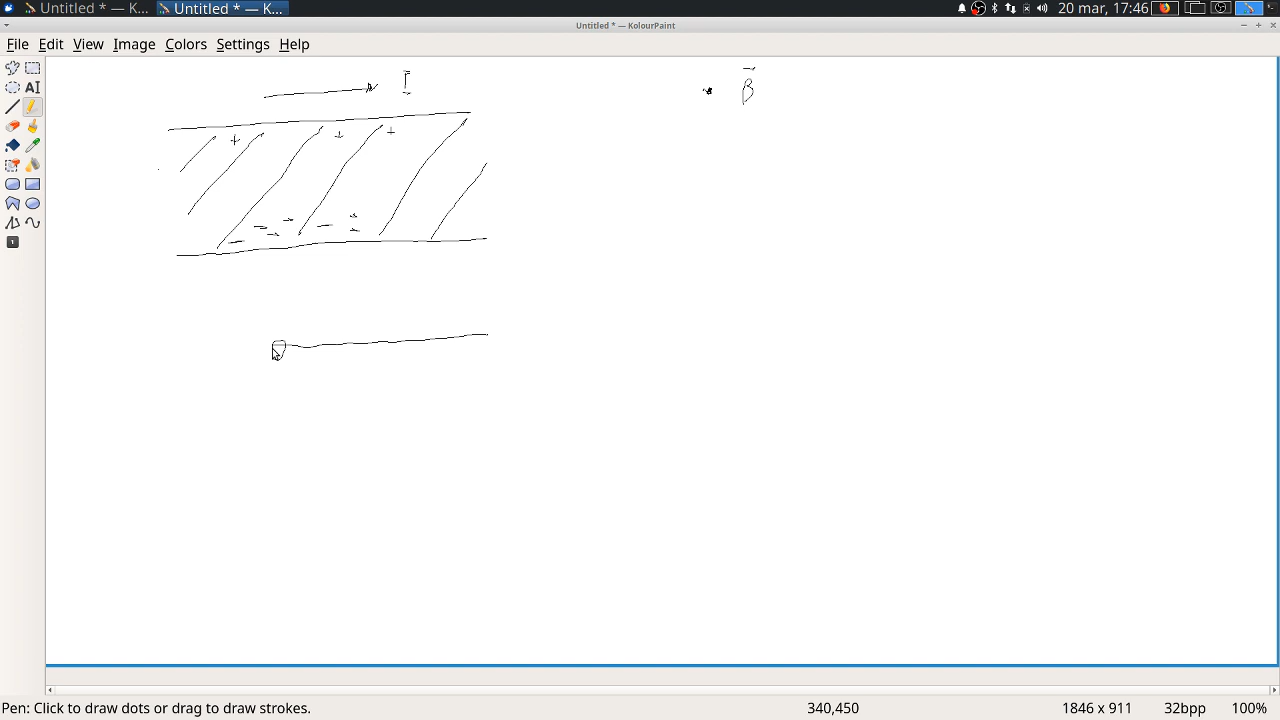 Untitled * — K...
Untitled * — K...
20 mar, 17:46
Untitled * — KolourPaint
File Edit View Image Colors Settings Help
I
β
+ + +
Pen: Click to draw dots or drag to draw strokes.
340,450
1846 x 911
32bpp
100%